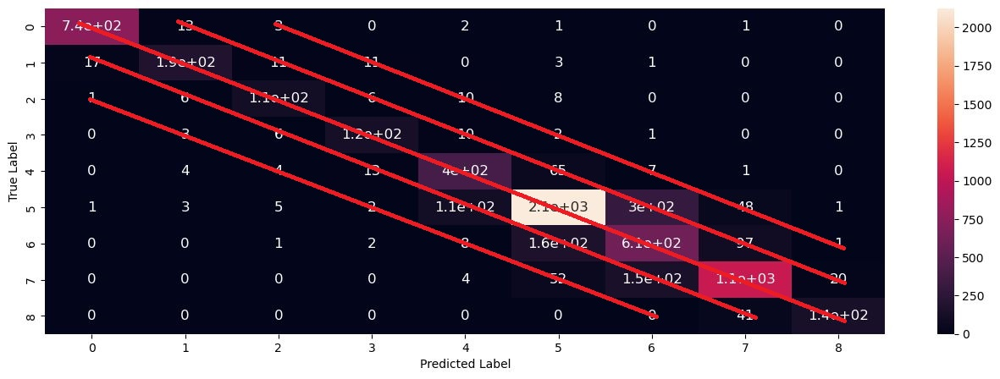 7.4e+02 13 3 0 2 1 0 1 0
17 1.9e+02 11 11 0 3 1 0 0
1 6 1.1e+02 6 10 8 0 0 0
0 3 6 1.2e+02 10 2 1 0 0
0 4 4 13 4e+02 65 7 1 0
1 3 5 2 1.1e+02 2.1e+03 3e+02 48 1
0 0 1 2 8 1.6e+02 6.1e+02 97 1
0 0 0 0 4 52 1.5e+02 1.1e+03 20
0 0 0 0 0 0 0 41 1.4e+02
0
1
2
3
4
5
6
7
8
True Label
0 1 2 3 4 5 6 7 8
Predicted Label
2000
1750
1500
1250
1000
750
500
250
0